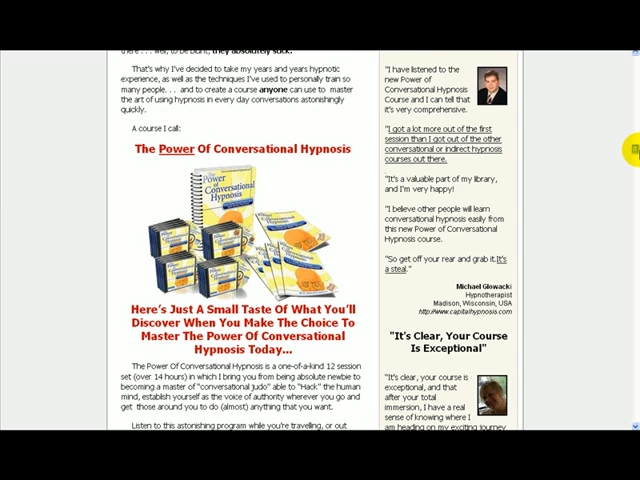 there . . . well, to be blunt, they absolutely suck.
That's why I've decided to take my years and years hypnotic
experience, as well as the techniques I've used to personally train so
many people. . .  and to create a course anyone can use to  master
the art of using hypnosis in every day conversations astonishingly
quickly.
A course I call:
The Power Of Conversational Hypnosis
Power
of Conversational
Hypnosis
Here's Just A Small Taste Of What You'll
Discover When You Make The Choice To
Master The Power Of Conversational
Hypnosis Today...
The Power Of Conversational Hypnosis is a one-of-a-kind 12 session
set (over 14 hours) in which I bring you from being absolute newbie to
becoming a master of "conversational judo" able to "Hack" the human
mind, establish yourself as the voice of authority wherever you go and
get  those around you to do (almost) anything that you want.
Listen to this astonishing program while you're travelling, or out
"I have listened to the
new Power of
Conversational Hypnosis
Course and I can tell that
it's very comprehensive.
"I got a lot more out of the first
session than I got out of the other
conversational or indirect hypnosis
courses out there.
"It's a valuable part of my library,
and I'm very happy!
"I believe other people will learn
conversational hypnosis easily from
this new Power of Conversational
Hypnosis course.
"So get off your rear and grab it.It's
a steal."
Michael Glowacki
Hypnotherapist
Madison, Wisconsin, USA
http://www.capitalhypnosis.com
"It's Clear, Your Course
Is Exceptional"
"It's clear, your course is
exceptional, and that
after your total
immersion, I have a real
sense of knowing where I
am heading on my exciting journey